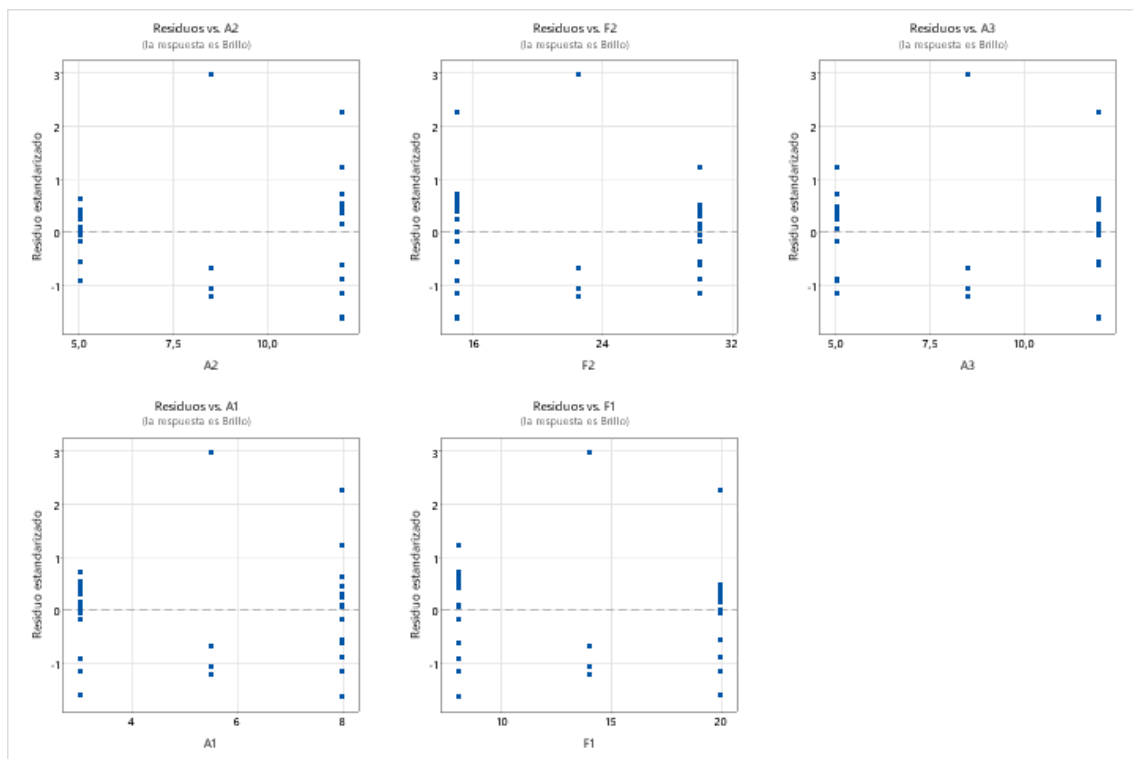 Residuos vs. A2
(la respuesta es Brillo)
Residuo estandarizado
3
2
1
0
-1
5,0 7,5 10,0
A2
Residuos vs. F2
(la respuesta es Brillo)
Residuo estandarizado
3
2
1
0
-1
16 24 32
F2
Residuos vs. A3
(la respuesta es Brillo)
Residuo estandarizado
3
2
1
0
-1
5,0 7,5 10,0
A3
Residuos vs. A1
(la respuesta es Brillo)
Residuo estandarizado
3
2
1
0
-1
4 6 8
A1
Residuos vs. F1
(la respuesta es Brillo)
Residuo estandarizado
3
2
1
0
-1
10 15 20
F1